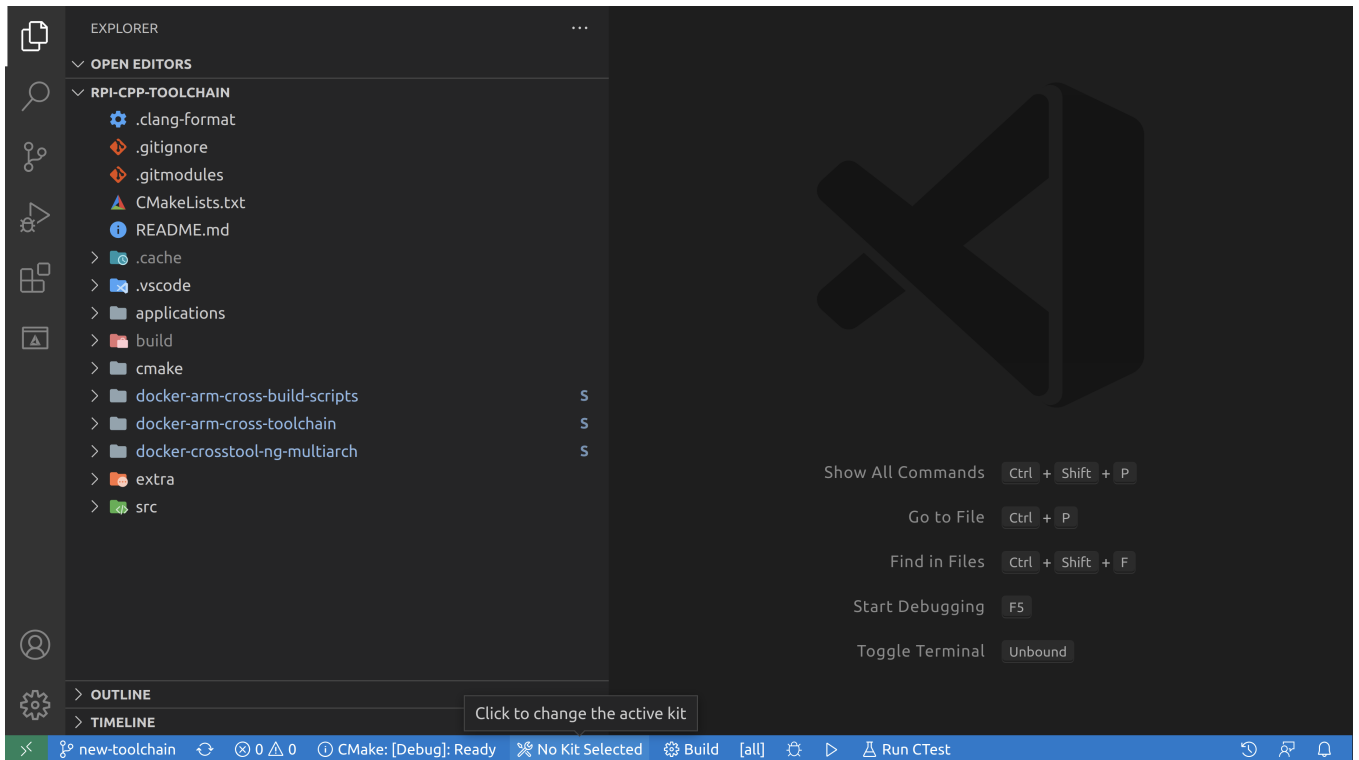 EXPLORER
OPEN EDITORS
RPI-CPP-TOOLCHAIN
.clang-format
.gitignore
.gitmodules
CMakeLists.txt
README.md
.cache
.vscode
applications
build
cmake
docker-arm-cross-build-scripts S
docker-arm-cross-toolchain S
docker-crosstool-ng-multiarch S
extra
src
OUTLINE
TIMELINE
Show All Commands Ctrl + Shift + P
Go to File Ctrl + P
Find in Files Ctrl + Shift + F
Start Debugging F5
Toggle Terminal Unbound
Click to change the active kit
new-toolchain 0 0 CMake: [Debug]: Ready No Kit Selected Build [all] Run CTest